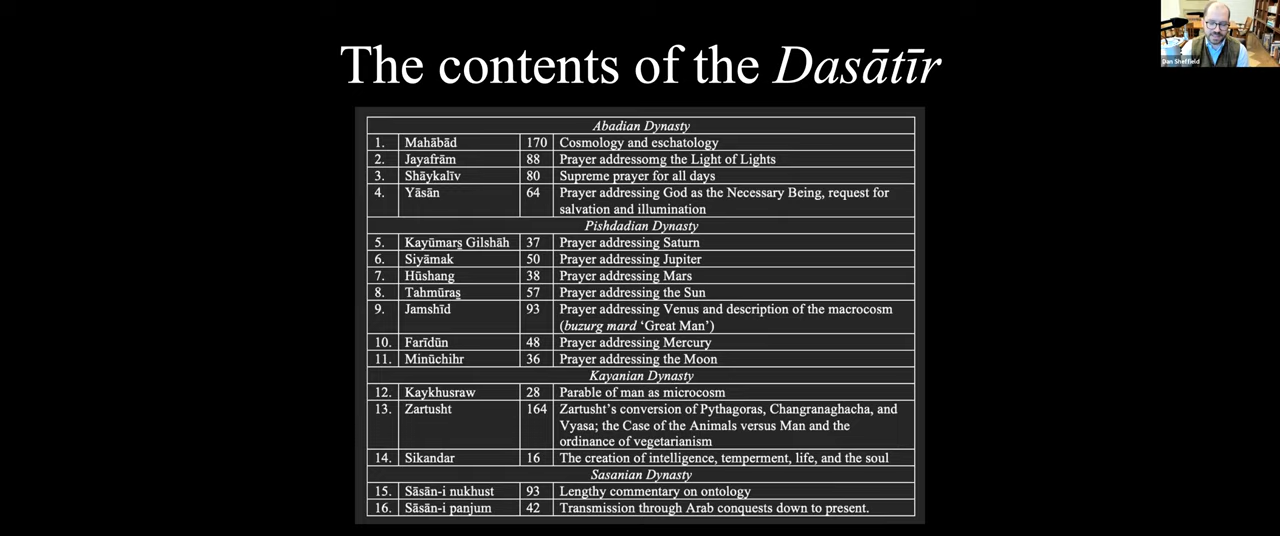 The contents of the Dasātīr
Dan Sheffield
Abadian Dynasty
1. Mahābād 170 Cosmology and eschatology
2. Jayafrām 88 Prayer addressomg the Light of Lights
3. Shāykalīv 80 Supreme prayer for all days
4. Yāsān 64 Prayer addressing God as the Necessary Being, request for
salvation and illumination
Pishdadian Dynasty
5. Kayūmars̱ Gilshāh 37 Prayer addressing Saturn
6. Siyāmak 50 Prayer addressing Jupiter
7. Hūshang 38 Prayer addressing Mars
8. Tahmūras̱ 57 Prayer addressing the Sun
9. Jamshīd 93 Prayer addressing Venus and description of the macrocosm
(buzurg mard ‘Great Man’)
10. Farīdūn 48 Prayer addressing Mercury
11. Minūchihr 36 Prayer addressing the Moon
Kayanian Dynasty
12. Kaykhusraw 28 Parable of man as microcosm
13. Zartusht 164 Zartusht’s conversion of Pythagoras, Changranaghacha, and
Vyasa; the Case of the Animals versus Man and the
ordinance of vegetarianism
14. Sikandar 16 The creation of intelligence, temperment, life, and the soul
Sasanian Dynasty
15. Sāsān-i nukhust 93 Lengthy commentary on ontology
16. Sāsān-i panjum 42 Transmission through Arab conquests down to present.